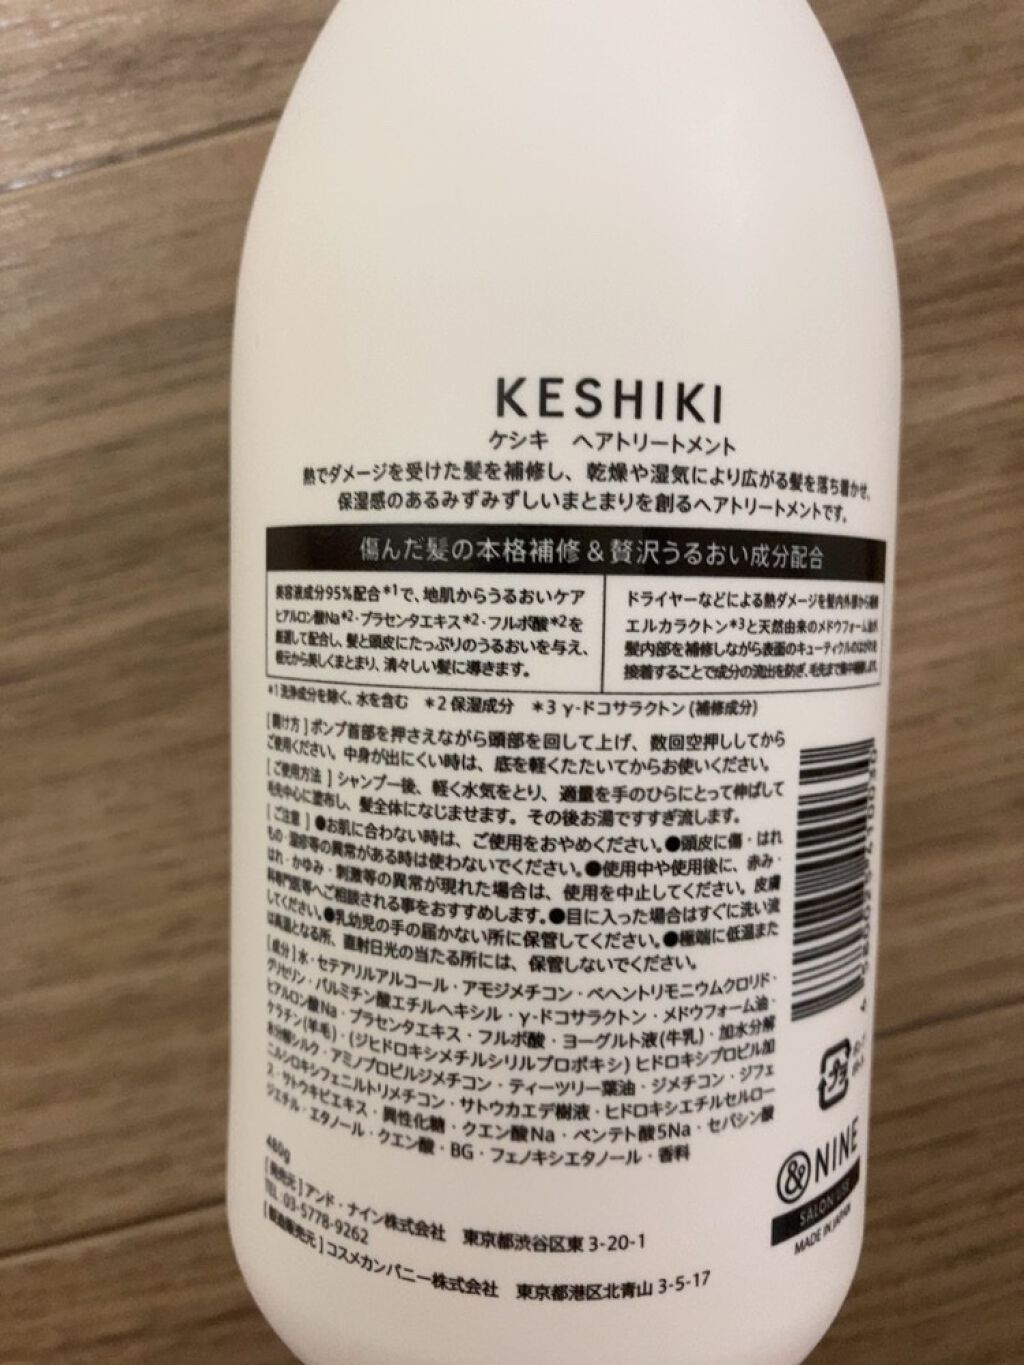 KESHIKI
ケシキ ヘアトリートメント
熱でダメージを受けた髪を補修し、乾燥や湿気により広がる髪を落ち着かせ、
保湿感のあるみずみずしいまとまりを創るヘアトリートメントです。
傷んだ髪の本格補修＆贅沢うるおい成分配合
美容液成分95％配合*1で、地肌からうるおいケア
ヒアルロン酸Na*2・プラセンタエキス*2・フルボ酸*2を
厳選して配合し、髪と頭皮にたっぷりのうるおいを与え、
根元から美しくまとまり、清々しい髪に導きます。
ドライヤーなどによる熱ダメージを髪内外部から補修
エルカラクトン*3と天然由来のメドウフォーム油が、
髪内部を補修しながら表面のキューティクルのはがれを
接着することで成分の流出を防ぎ、毛先まで集中補修します。
*1 洗浄成分を除く、水を含む *2 保湿成分 *3 γ-ドコサラクトン (補修成分)
[ 開け方 ] ポンプ首部を押さえながら頭部を回して上げ、数回空押ししてから
ご使用ください。中身が出にくい時は、底を軽くたたいてからお使いください。
[ ご使用方法 ] シャンプー後、軽く水気をとり、適量を手のひらにとって伸ばして
毛先中心に塗布し、髪全体になじませます。その後お湯ですすぎ流します。
[ ご注意 ] ●お肌に合わない時は、ご使用をおやめください。●頭皮に傷・はれ
もの・湿疹等の異常がある時は使わないでください。●使用中や使用後に、赤み・
はれ・かゆみ・刺激等の異常が現れた場合は、使用を中止してください。皮膚
科専門医等へご相談される事をおすすめします。●目に入った場合はすぐに洗い流
してください。●乳幼児の手の届かない所に保管してください。●極端に低温また
は高温となる所、直射日光の当たる所には、保管しないでください。
[ 成分 ] 水・セテアリルアルコール・アモジメチコン・ベヘントリモニウムクロリド・
グリセリン・パルミチン酸エチルヘキシル・γ-ドコサラクトン・メドウフォーム油・
ヒアルロン酸Na・プラセンタエキス・フルボ酸・ヨーグルト液(牛乳)・加水分解
ケラチン(羊毛)・(ジヒドロキシメチルシリルプロポキシ) ヒドロキシプロピル加
水分解シルク・アミノプロピルジメチコン・ティーツリー葉油・ジメチコン・ジフェ
ニルシロキシフェニルトリメチコン・サトウカエデ樹液・ヒドロキシエチルセルロー
ス・サトウキビエキス・異性化糖・クエン酸Na・ペンテト酸5Na・セバシン酸
ジエチル・エタノール・クエン酸・BG・フェノキシエタノール・香料
480g
[ 発売元 ] アンド・ナイン株式会社 東京都渋谷区東 3-20-1
TEL : 03-5778-9262
[ 製造販売元 ] コスメカンパニー株式会社 東京都港区北青山 3-5-17
プラ
&NINE
SALON USE
MADE IN JAPAN